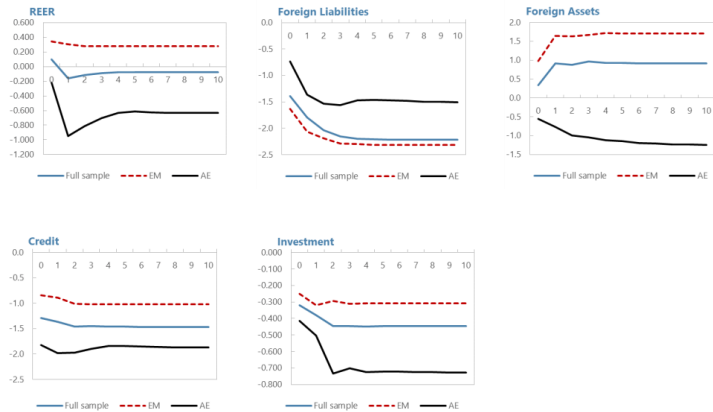 REER
0.600
0.400
0.200
0.000
-0.200
-0.400
-0.600
-0.800
-1.000
-1.200
0 1 2 3 4 5 6 7 8 9 10
Full sample EM AE
Foreign Liabilities
0.0
-0.5
-1.0
-1.5
-2.0
-2.5
0 1 2 3 4 5 6 7 8 9 10
Full sample EM AE
Foreign Assets
2.0
1.5
1.0
0.5
0.0
-0.5
-1.0
-1.5
0 1 2 3 4 5 6 7 8 9 10
Full sample EM AE
Credit
0.0
-0.5
-1.0
-1.5
-2.0
-2.5
0 1 2 3 4 5 6 7 8 9 10
Full sample EM AE
Investment
0.000
-0.100
-0.200
-0.300
-0.400
-0.500
-0.600
-0.700
-0.800
0 1 2 3 4 5 6 7 8 9 10
Full sample EM AE